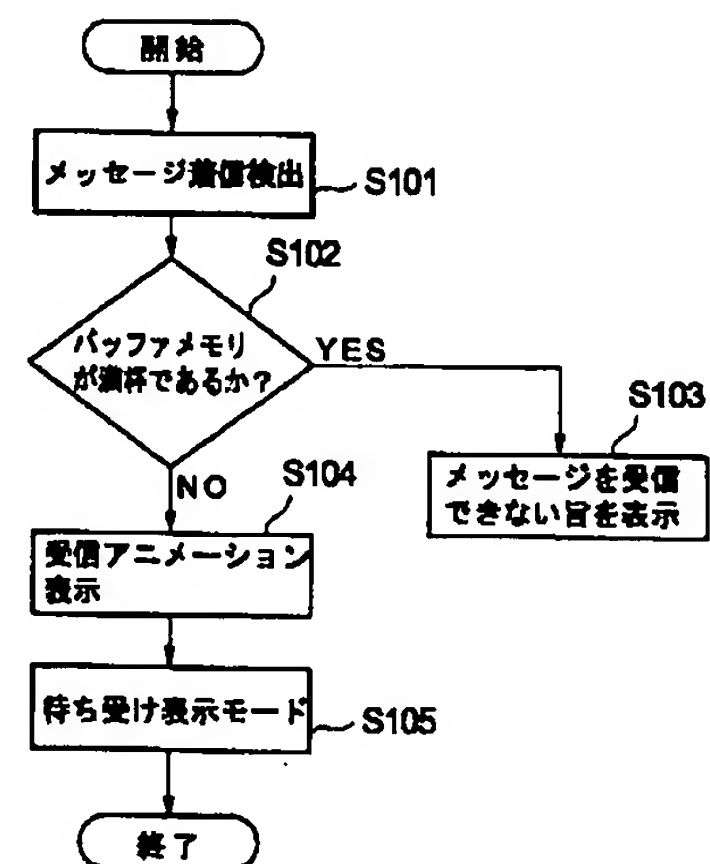 開始
メッセージ着信検出
S101
S102
バッファメモリ
が満杯であるか？
YES
S103
メッセージを受信
できない旨を表示
NO
S104
受信アニメーション
表示
待ち受け表示モード
S105
終了